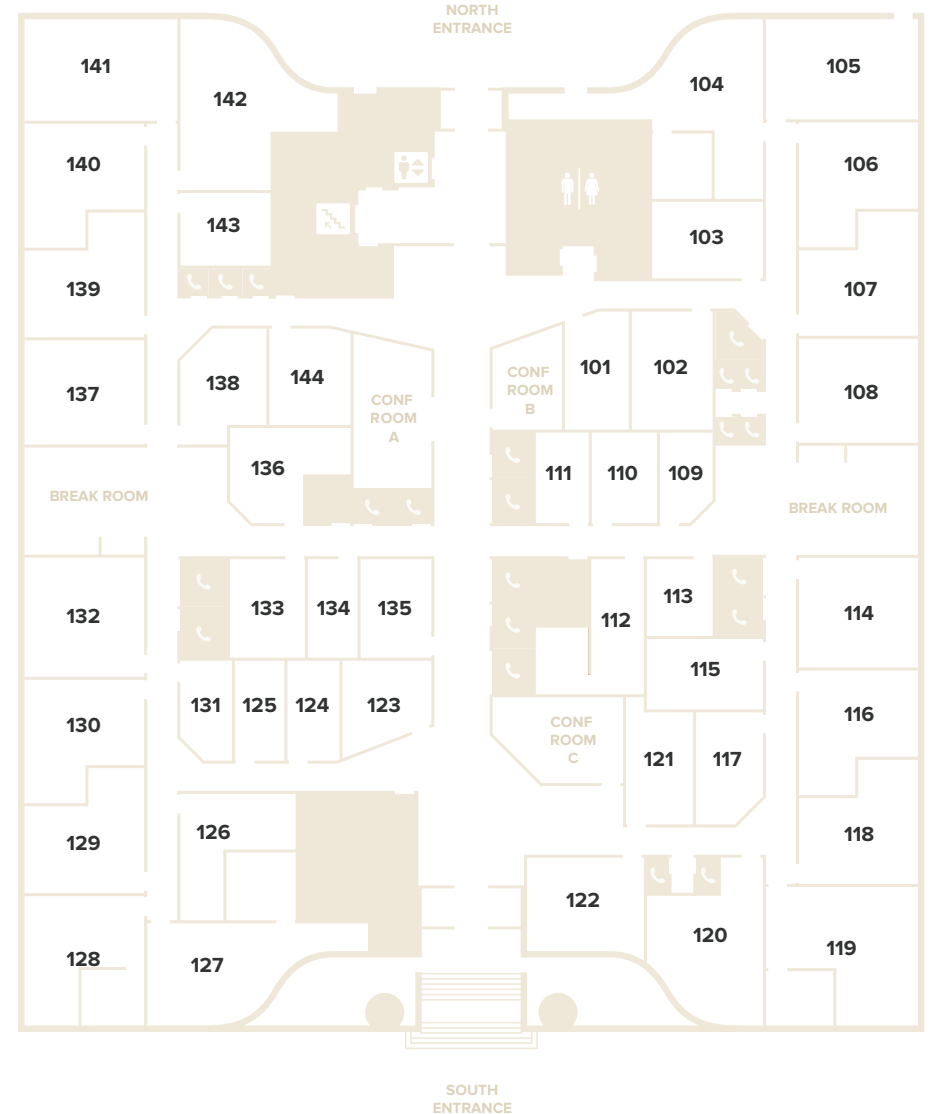 NORTH
ENTRANCE
141
142
104
105
140
106
143
103
139
107
138
144
CONF
ROOM
A
CONF
ROOM
B
101
102
137
108
136
111
110
109
BREAK ROOM
BREAK ROOM
132
133
134
135
112
113
114
115
131
125
124
123
130
116
CONF
ROOM
C
121
117
126
129
118
122
128
127
120
119
SOUTH
ENTRANCE